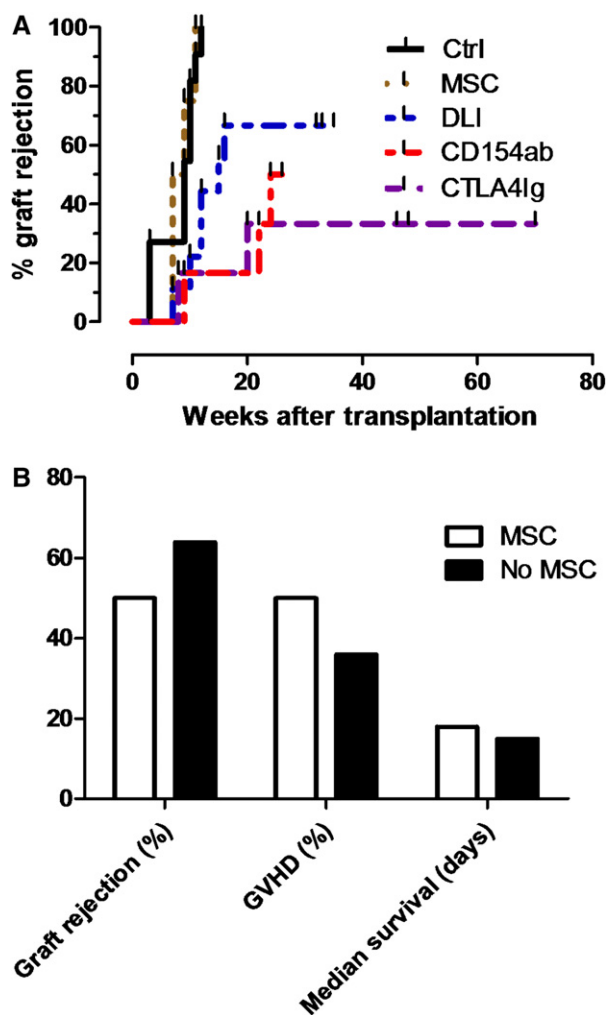 A
% graft rejection
100
80
60
40
20
0
Ctrl
MSC
DLI
CD154ab
CTLA4Ig
0 20 40 60 80
Weeks after transplantation
B
80
60
40
20
0
MSC
No MSC
Graft rejection (%)
GVHD (%)
Median survival (days)